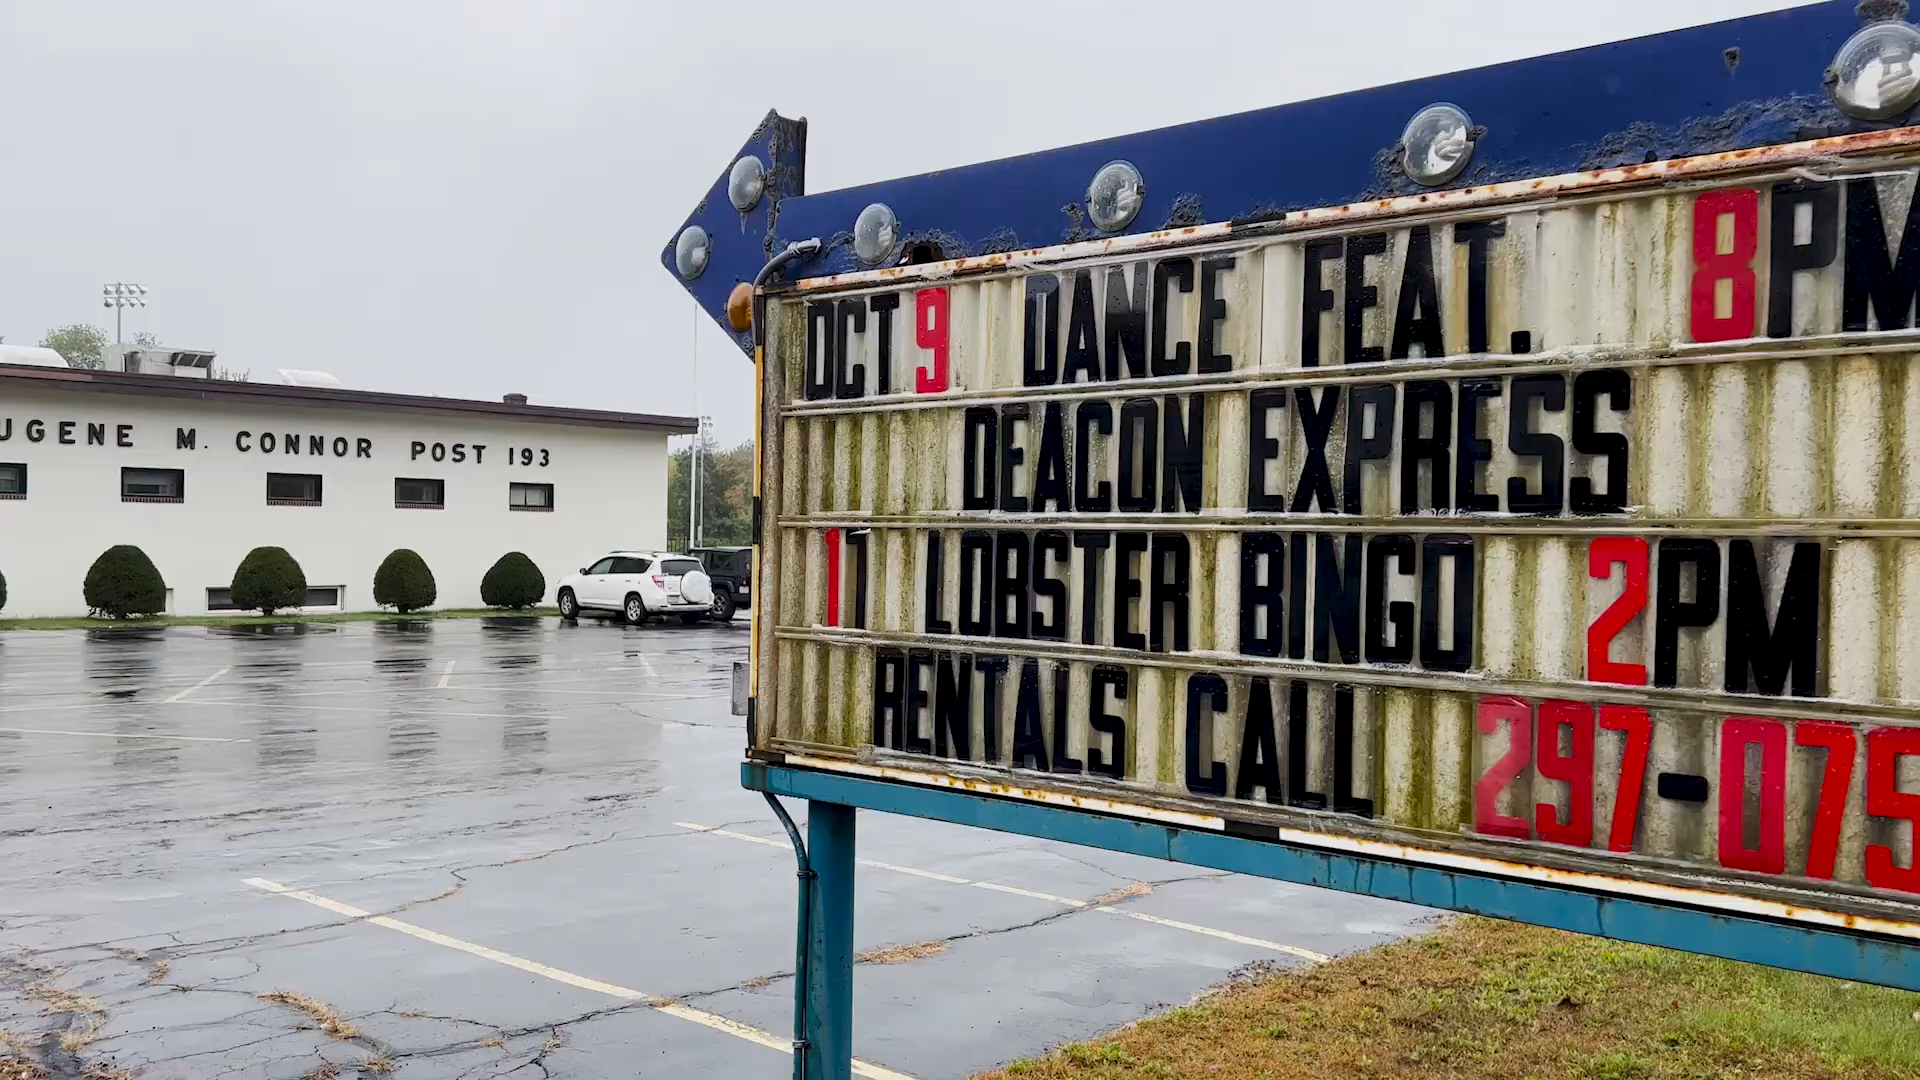 UGENE M. CONNOR POST 193
OCT 9 DANCE FEAT. 8PM
DEACON EXPRESS
17 LOBSTER BINGO 2PM
RENTALS CALL 297-075